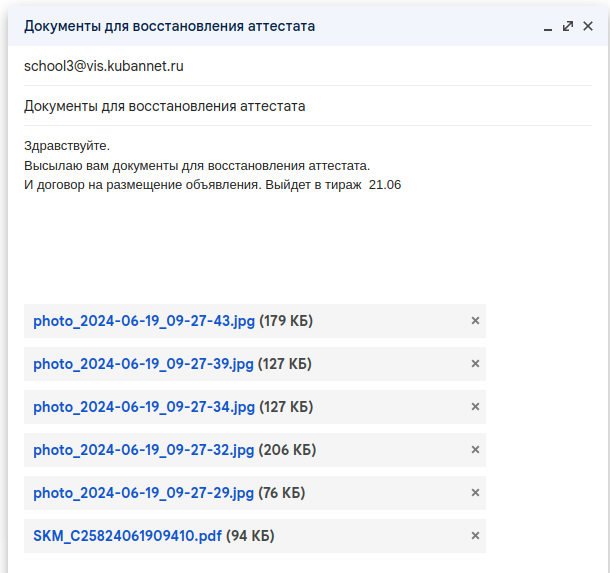 Документы для восстановления аттестата
school3@vis.kubannet.ru
Документы для восстановления аттестата
Здравствуйте.
Высылаю вам документы для восстановления аттестата.
И договор на размещение объявления. Выйдет в тираж  21.06
photo_2024-06-19_09-27-43.jpg (179 КБ)
photo_2024-06-19_09-27-39.jpg (127 КБ)
photo_2024-06-19_09-27-34.jpg (127 КБ)
photo_2024-06-19_09-27-32.jpg (206 КБ)
photo_2024-06-19_09-27-29.jpg (76 КБ)
SKM_C25824061909410.pdf (94 КБ)